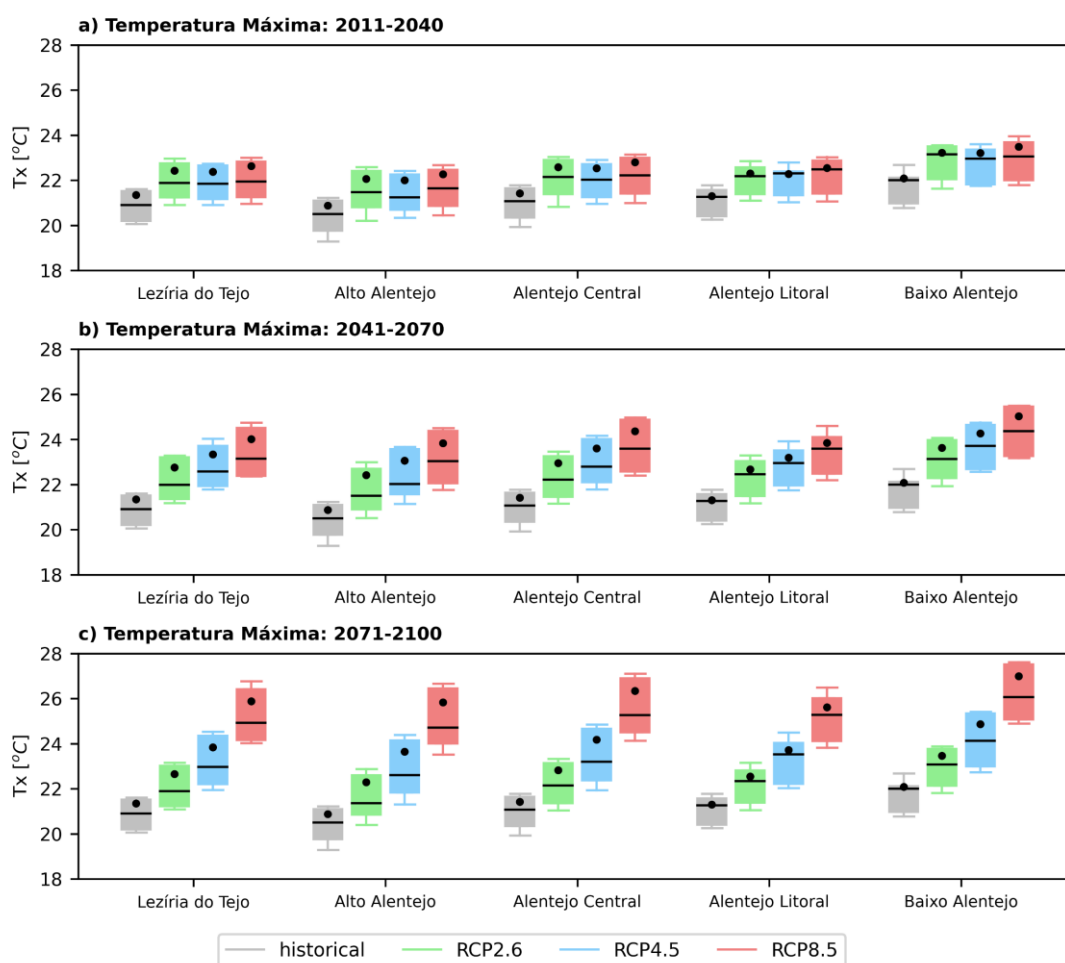 a) Temperatura Máxima: 2011-2040
28
26
24
22
20
18
Tx [°C]
Lezíria do Tejo Alto Alentejo Alentejo Central Alentejo Litoral Baixo Alentejo
b) Temperatura Máxima: 2041-2070
28
26
24
22
20
18
Tx [°C]
Lezíria do Tejo Alto Alentejo Alentejo Central Alentejo Litoral Baixo Alentejo
c) Temperatura Máxima: 2071-2100
28
26
24
22
20
18
Tx [°C]
Lezíria do Tejo Alto Alentejo Alentejo Central Alentejo Litoral Baixo Alentejo
historical RCP2.6 RCP4.5 RCP8.5